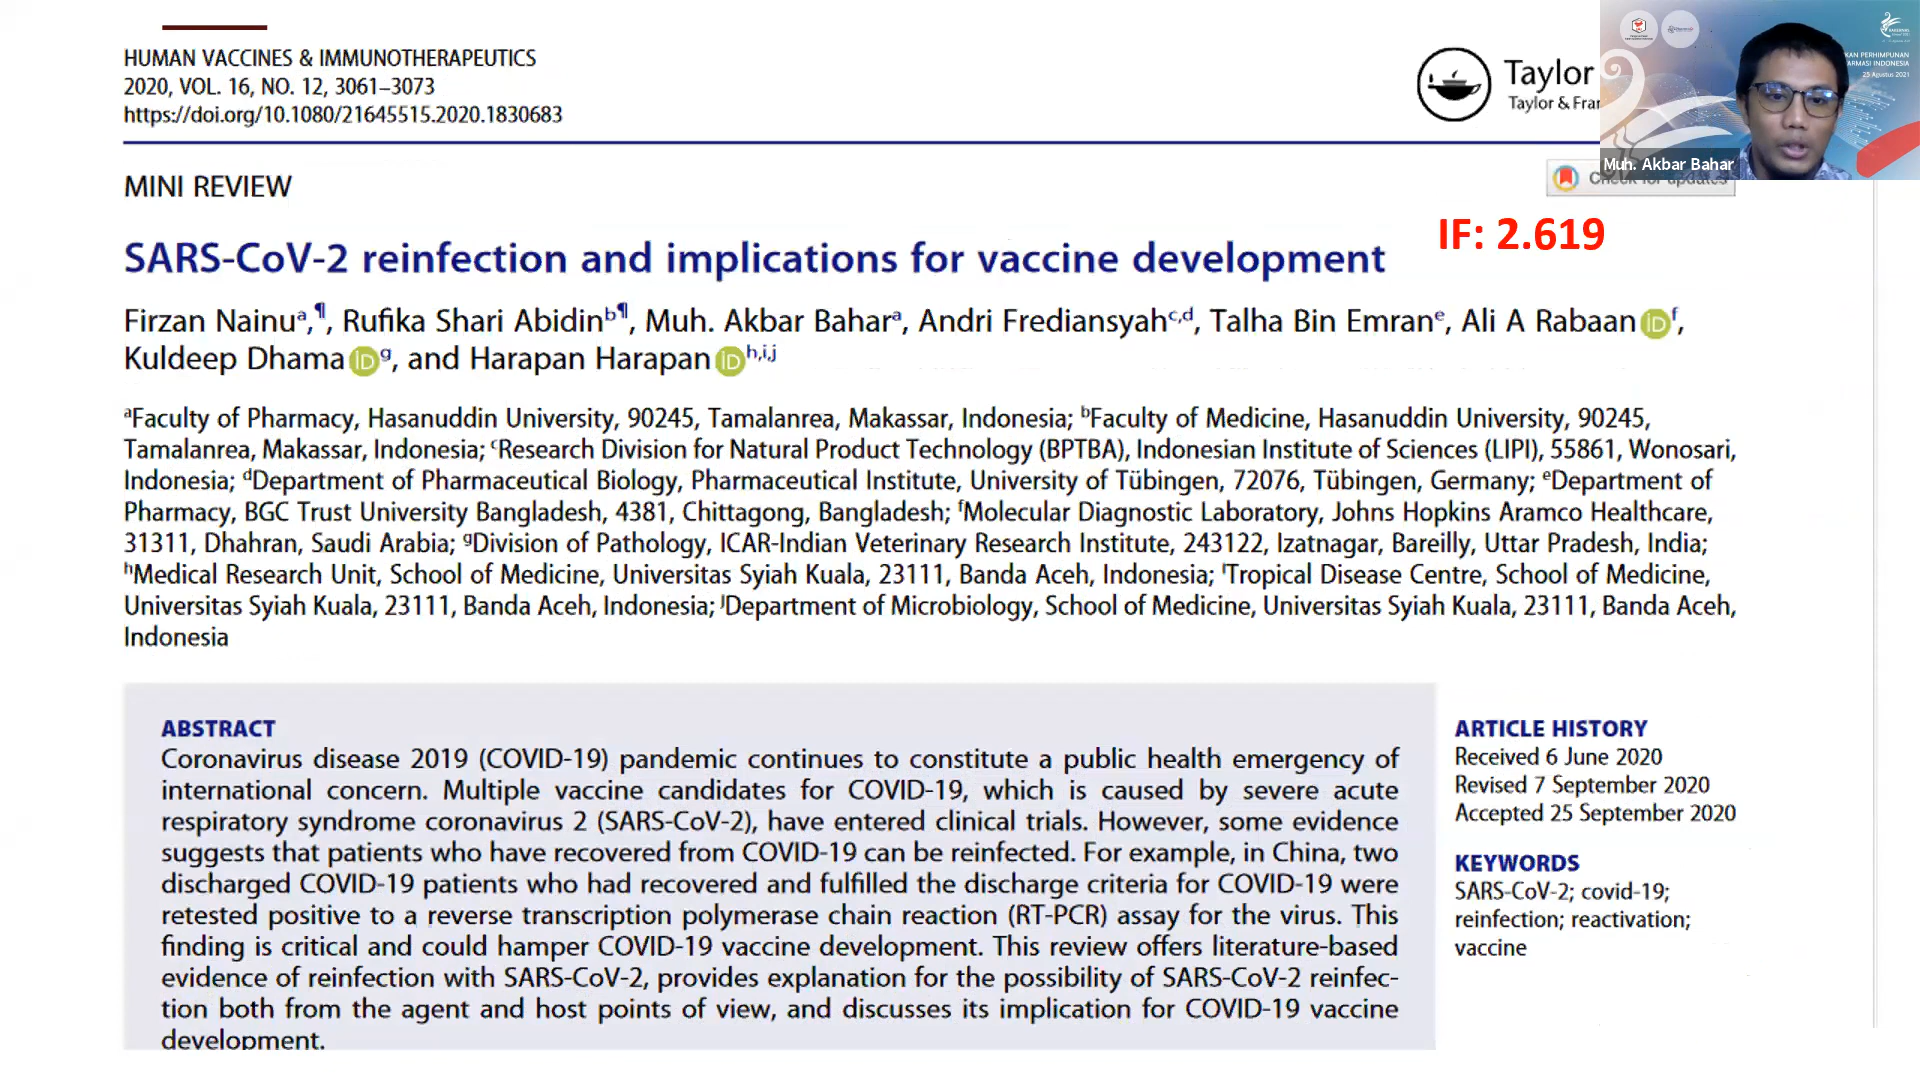 HUMAN VACCINES & IMMUNOTHERAPEUTICS
2020, VOL. 16, NO. 12, 3061–3073
https://doi.org/10.1080/21645515.2020.1830683
Taylor
Taylor & Fra
KAN PERHIMPUNAN
ARMASI INDONESIA
25 Agustus 2021
Muh. Akbar Bahar
Check for updates
MINI REVIEW
IF: 2.619
SARS-CoV-2 reinfection and implications for vaccine development
Firzan Nainuᵃ,¶, Rufika Shari Abidinᵇ¶, Muh. Akbar Baharᵃ, Andri Frediansyahᶜ,ᵈ, Talha Bin Emranᵉ, Ali A Rabaan iD ᶠ,
Kuldeep Dhama iD ᵍ, and Harapan Harapan iD ʰ,ⁱ,ʲ
ᵃFaculty of Pharmacy, Hasanuddin University, 90245, Tamalanrea, Makassar, Indonesia; ᵇFaculty of Medicine, Hasanuddin University, 90245,
Tamalanrea, Makassar, Indonesia; ᶜResearch Division for Natural Product Technology (BPTBA), Indonesian Institute of Sciences (LIPI), 55861, Wonosari,
Indonesia; ᵈDepartment of Pharmaceutical Biology, Pharmaceutical Institute, University of Tübingen, 72076, Tübingen, Germany; ᵉDepartment of
Pharmacy, BGC Trust University Bangladesh, 4381, Chittagong, Bangladesh; ᶠMolecular Diagnostic Laboratory, Johns Hopkins Aramco Healthcare,
31311, Dhahran, Saudi Arabia; ᵍDivision of Pathology, ICAR-Indian Veterinary Research Institute, 243122, Izatnagar, Bareilly, Uttar Pradesh, India;
ʰMedical Research Unit, School of Medicine, Universitas Syiah Kuala, 23111, Banda Aceh, Indonesia; ⁱTropical Disease Centre, School of Medicine,
Universitas Syiah Kuala, 23111, Banda Aceh, Indonesia; ʲDepartment of Microbiology, School of Medicine, Universitas Syiah Kuala, 23111, Banda Aceh,
Indonesia
ABSTRACT
Coronavirus disease 2019 (COVID-19) pandemic continues to constitute a public health emergency of
international concern. Multiple vaccine candidates for COVID-19, which is caused by severe acute
respiratory syndrome coronavirus 2 (SARS-CoV-2), have entered clinical trials. However, some evidence
suggests that patients who have recovered from COVID-19 can be reinfected. For example, in China, two
discharged COVID-19 patients who had recovered and fulfilled the discharge criteria for COVID-19 were
retested positive to a reverse transcription polymerase chain reaction (RT-PCR) assay for the virus. This
finding is critical and could hamper COVID-19 vaccine development. This review offers literature-based
evidence of reinfection with SARS-CoV-2, provides explanation for the possibility of SARS-CoV-2 reinfec-
tion both from the agent and host points of view, and discusses its implication for COVID-19 vaccine
development.
ARTICLE HISTORY
Received 6 June 2020
Revised 7 September 2020
Accepted 25 September 2020
KEYWORDS
SARS-CoV-2; covid-19;
reinfection; reactivation;
vaccine